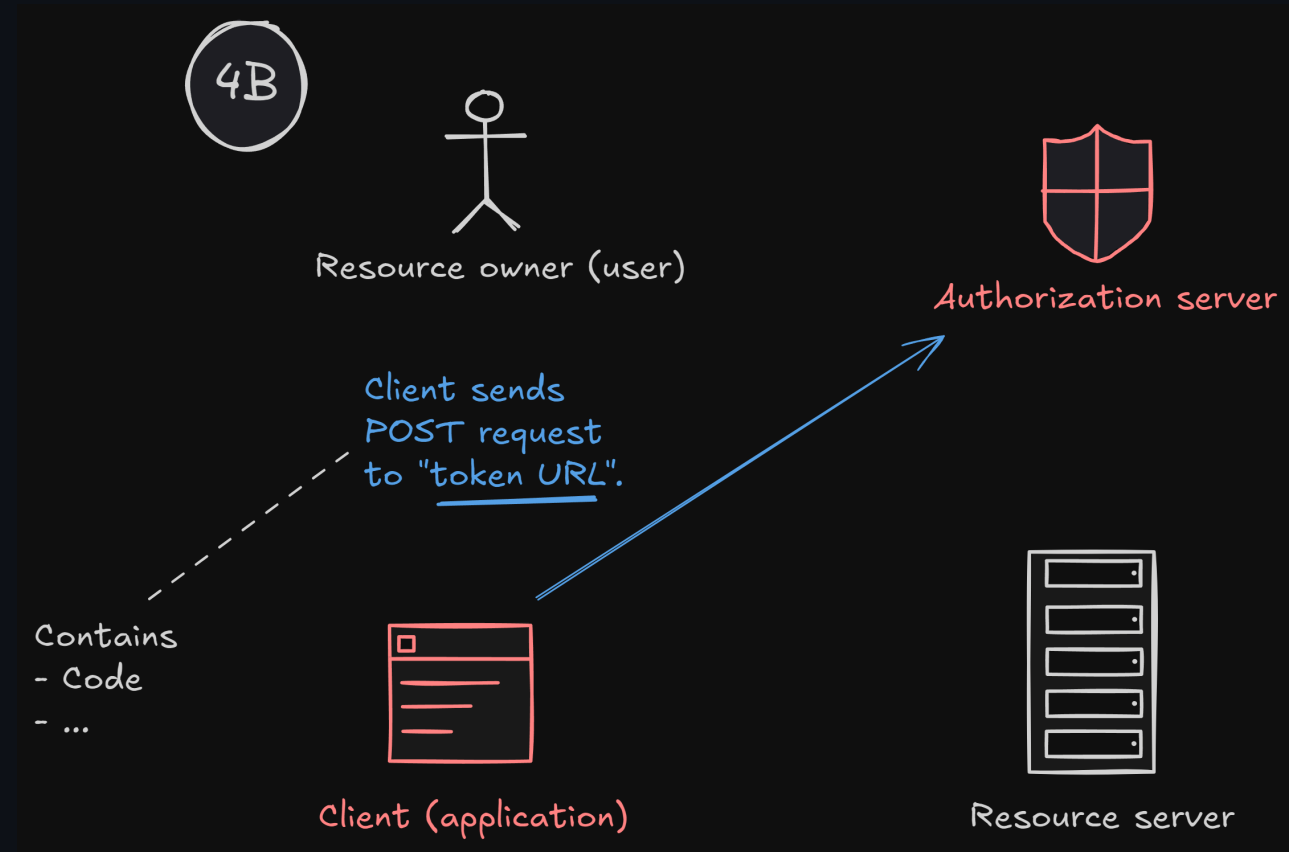 4B
Resource owner (user)
Authorization server
Client sends
POST request
to "token URL".
Contains
- Code
- ...
Client (application)
Resource server